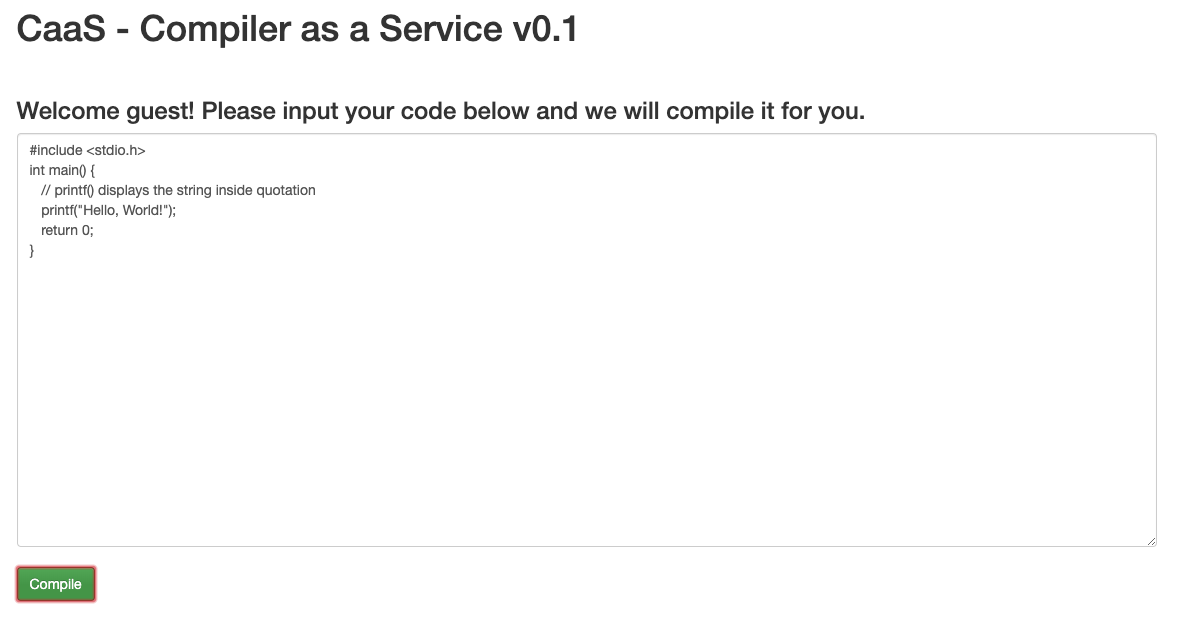 CaaS - Compiler as a Service v0.1
Welcome guest! Please input your code below and we will compile it for you.
#include <stdio.h>
int main() {
   // printf() displays the string inside quotation
   printf("Hello, World!");
   return 0;
}
Compile